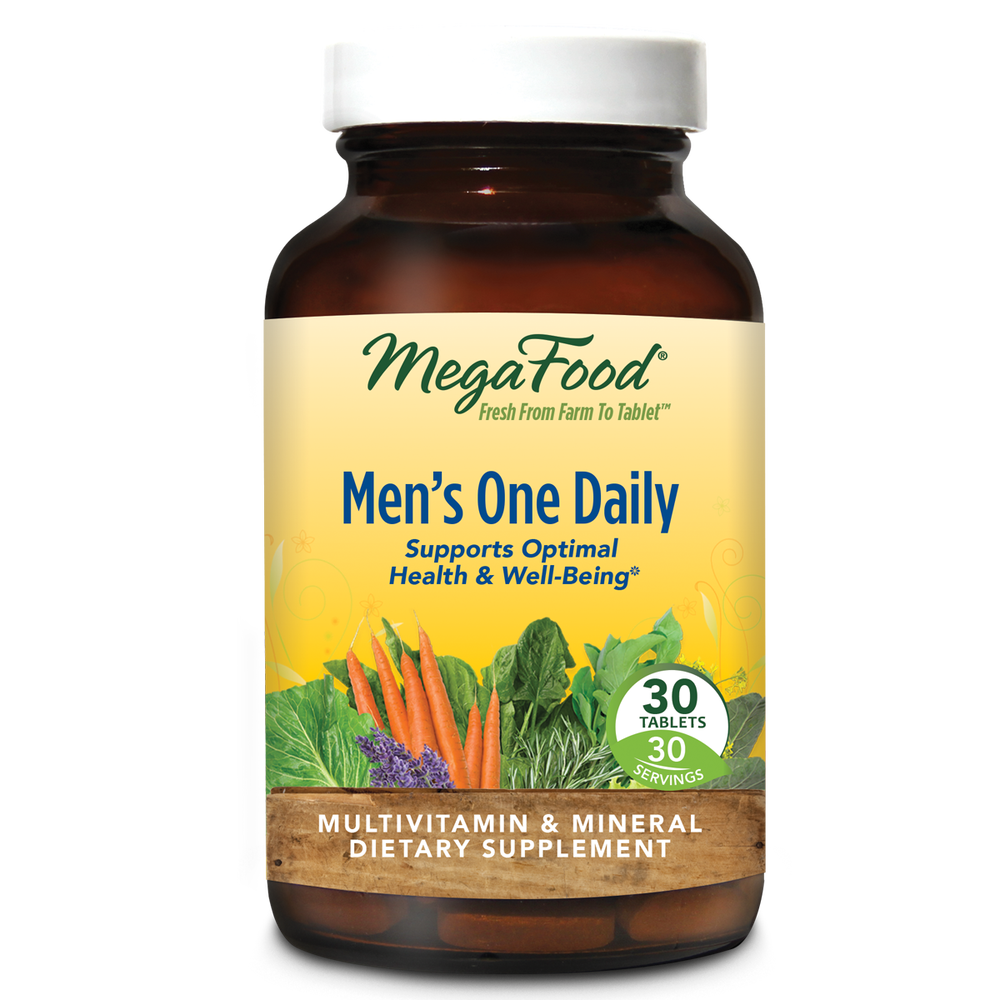 MegaFood®
Fresh From Farm To Tablet™
Men's One Daily
Supports Optimal
Health & Well-Being*
30
TABLETS
30
SERVINGS
MULTIVITAMIN & MINERAL
DIETARY SUPPLEMENT